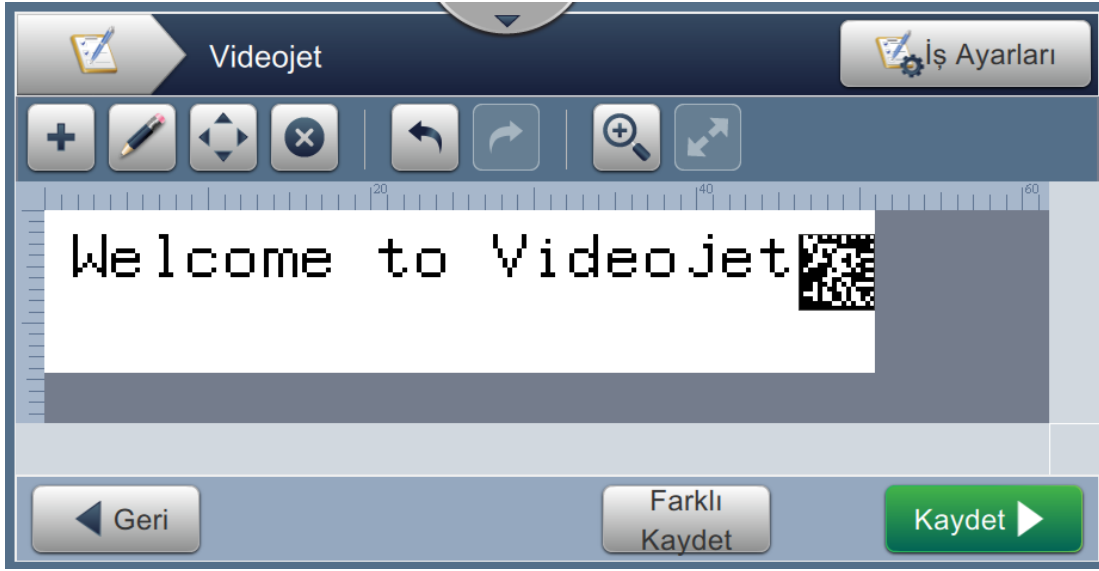 Videojet
İş Ayarları
20
40
60
Welcome to Videojet
Geri
Farklı
Kaydet
Kaydet